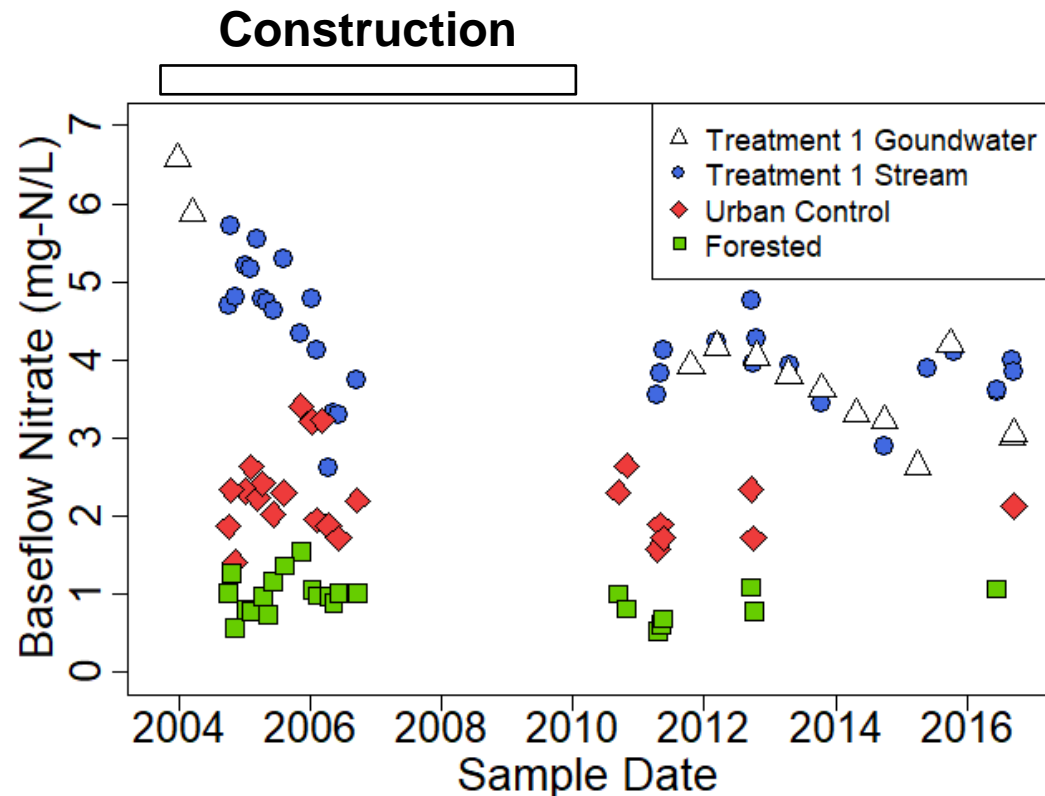 Construction
Baseflow Nitrate (mg-N/L)
7
6
5
4
3
2
1
0
Treatment 1 Goundwater
Treatment 1 Stream
Urban Control
Forested
2004 2006 2008 2010 2012 2014 2016
Sample Date